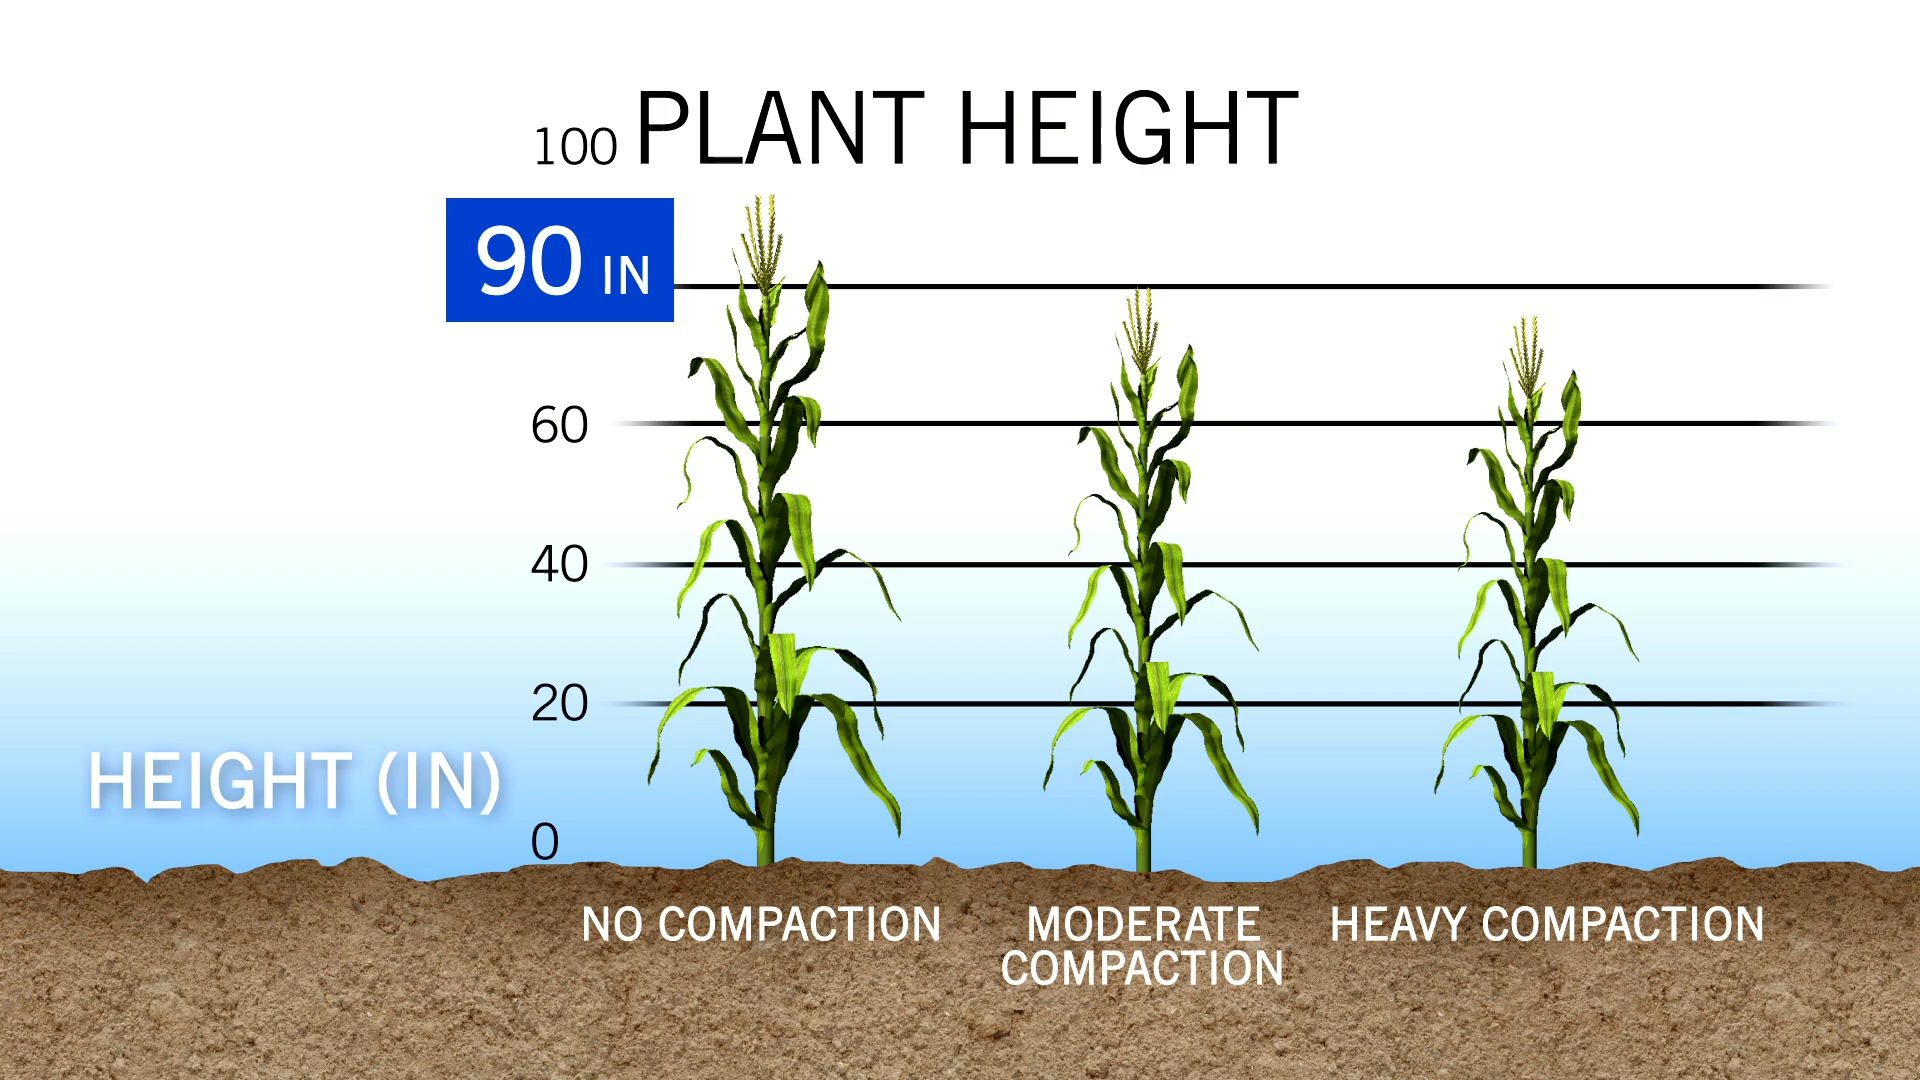 PLANT HEIGHT
100
90 IN
60
40
20
HEIGHT (IN)
0
NO COMPACTION
MODERATE
COMPACTION
HEAVY COMPACTION